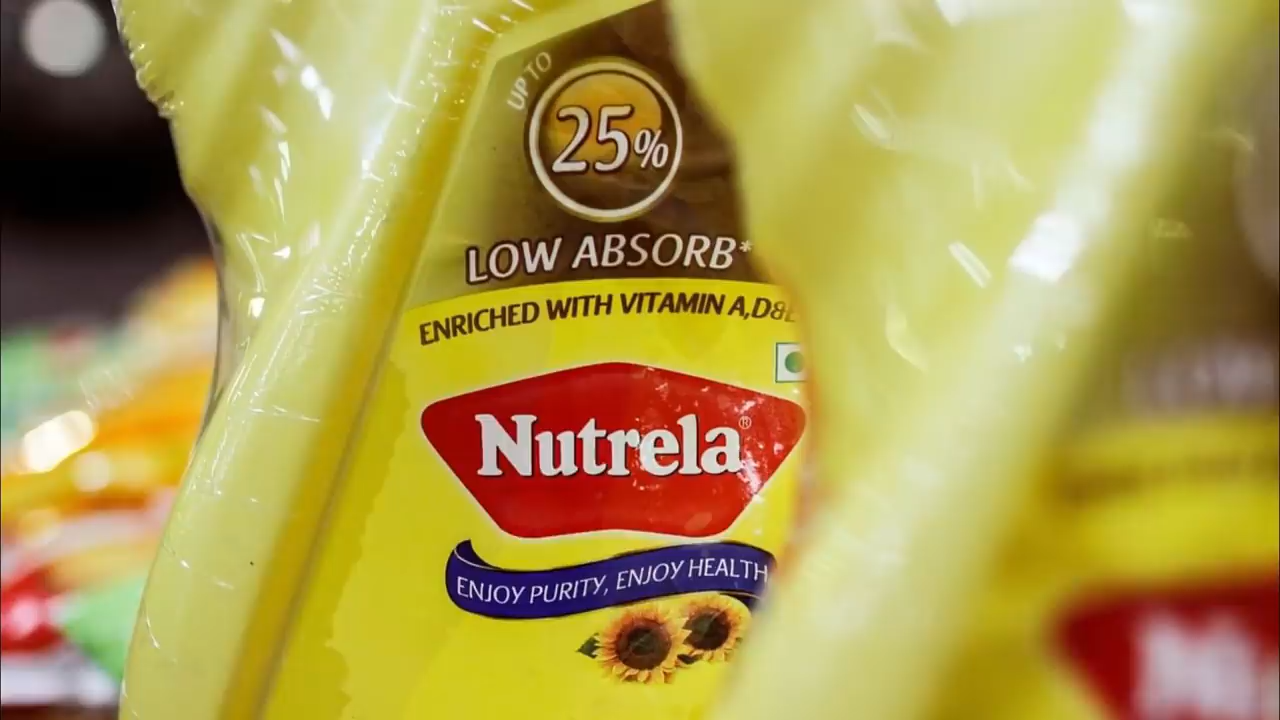 UP TO
25%
LOW ABSORB*
ENRICHED WITH VITAMIN A,D&
Nutrela®
ENJOY PURITY, ENJOY HEALTH